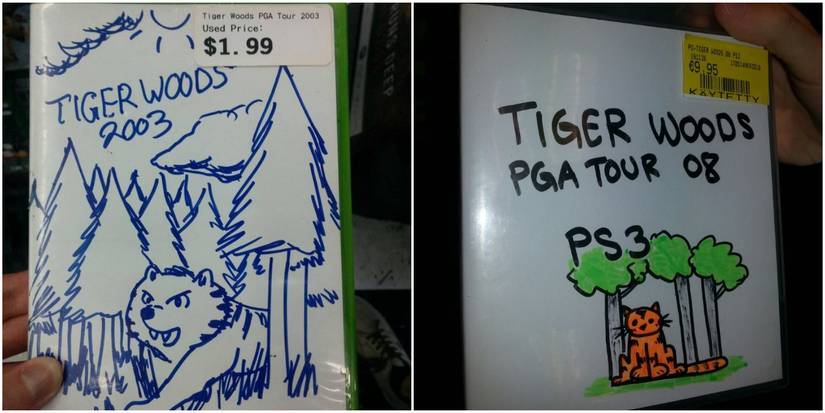 Tiger Woods PGA Tour 2003
Used Price:
$1.99
TIGER WOODS
2003
€9.95
KÄYTETTY
TIGER WOODS
PGA TOUR 08
PS3